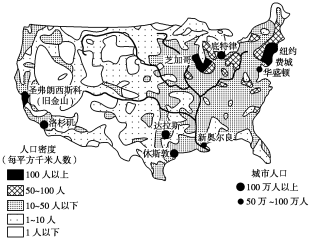 底特律
芝加哥
纽约
费城
华盛顿
圣弗朗西斯科
(旧金山)
洛杉矶
达拉斯
新奥尔良
休斯敦
人口密度
(每平方千米人数)
100 人以上
50~100 人
10~50 人以下
1~10 人
1 人以下
城市人口
100 万人以上
50 万~100 万人